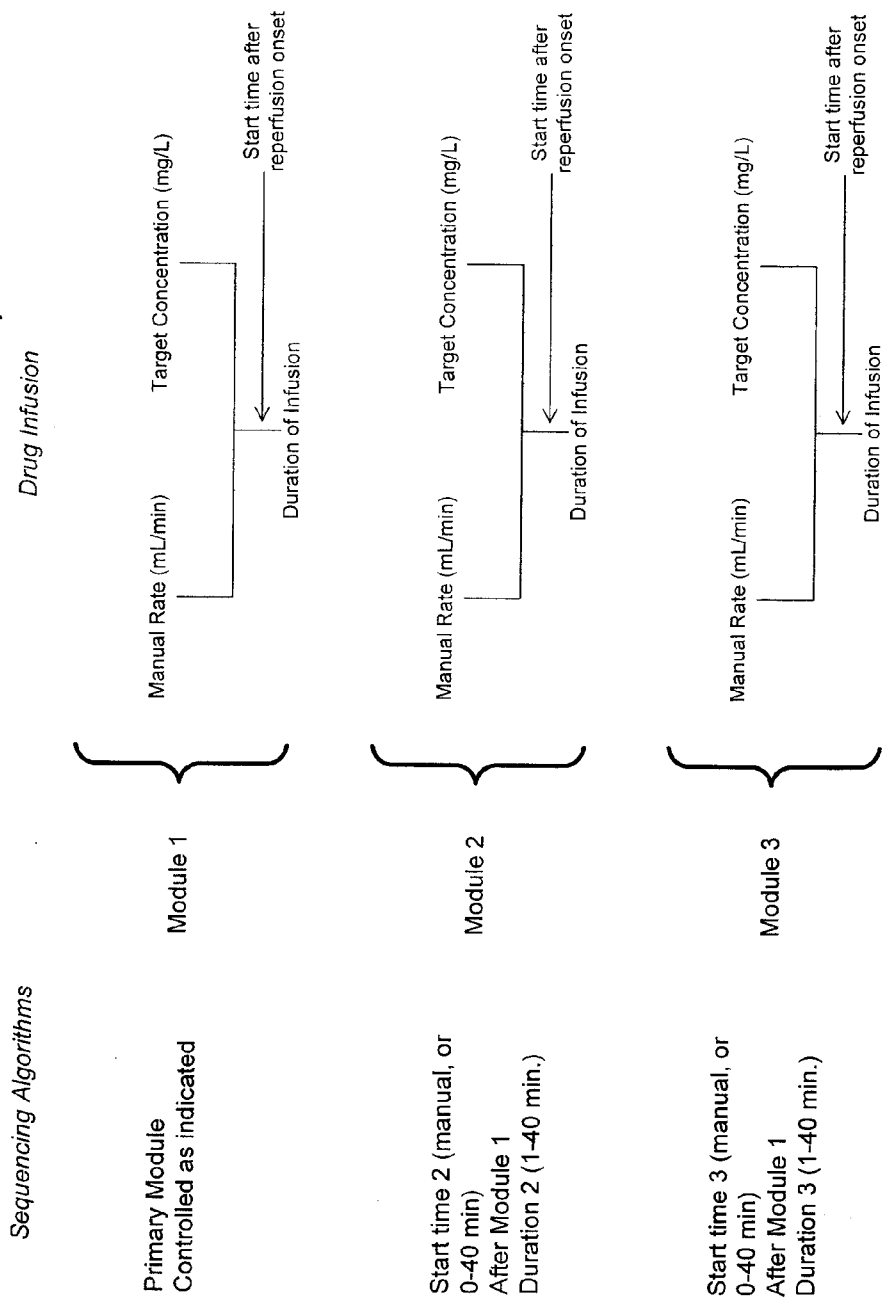 Sequencing Algorithms
Drug Infusion
Primary Module
Controlled as indicated
Module 1
Manual Rate (mL/min)
Target Concentration (mg/L)
Duration of Infusion
Start time after
reperfusion onset
Start time 2 (manual, or
0-40 min)
After Module 1
Duration 2 (1-40 min.)
Module 2
Manual Rate (mL/min)
Target Concentration (mg/L)
Duration of Infusion
Start time after
reperfusion onset
Start time 3 (manual, or
0-40 min)
After Module 1
Duration 3 (1-40 min.)
Module 3
Manual Rate (mL/min)
Target Concentration (mg/L)
Duration of Infusion
Start time after
reperfusion onset